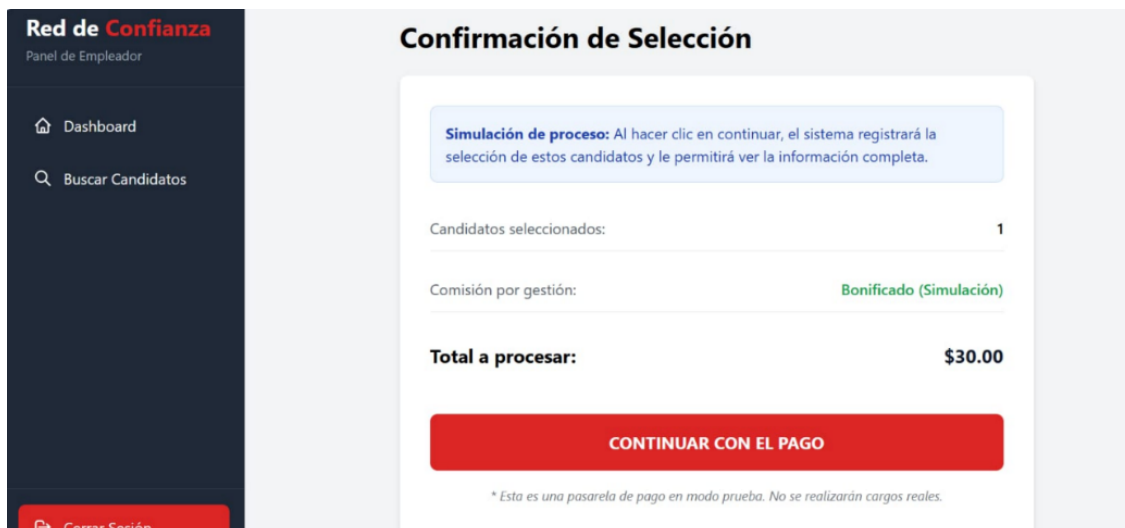 Red de Confianza
Panel de Empleador
Dashboard
Buscar Candidatos
Cerrar Sesión
Confirmación de Selección
Simulación de proceso: Al hacer clic en continuar, el sistema registrará la
selección de estos candidatos y le permitirá ver la información completa.
Candidatos seleccionados: 1
Comisión por gestión: Bonificado (Simulación)
Total a procesar: $30.00
CONTINUAR CON EL PAGO
* Esta es una pasarela de pago en modo prueba. No se realizarán cargos reales.